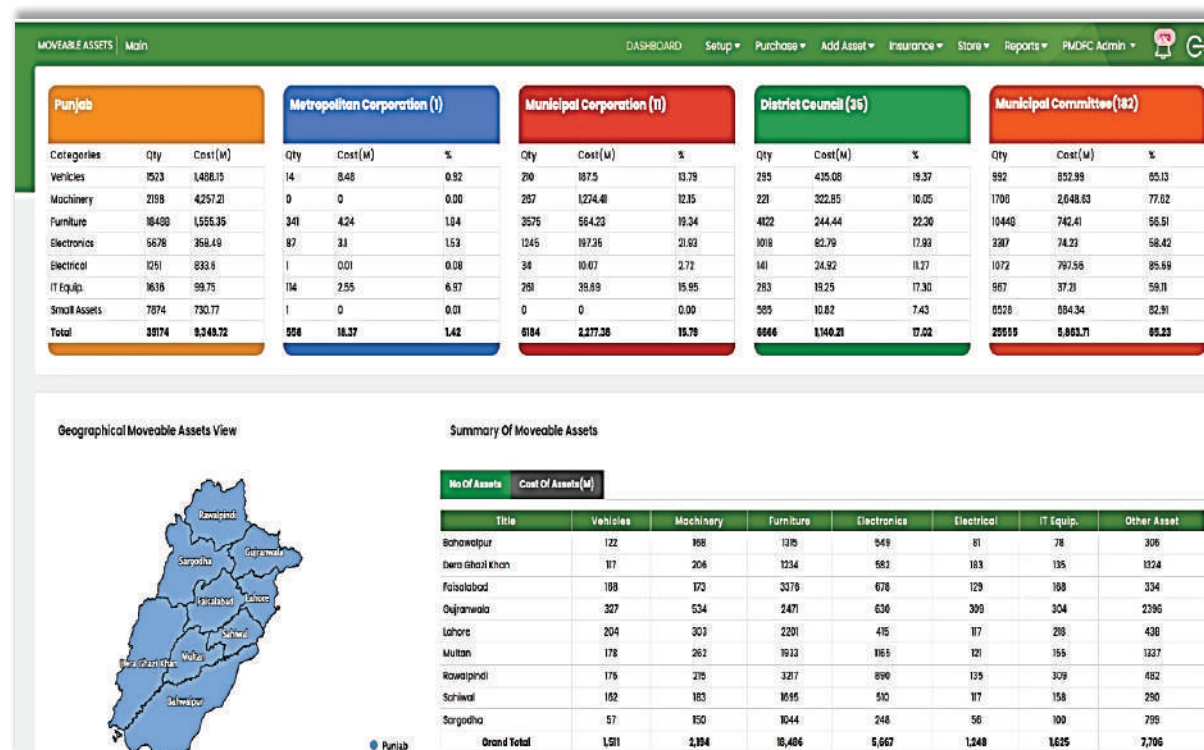 MOVEABLE ASSETS Main DASHBOARD Setup Purchase Add Asset Insurance Store Reports PMDFC Admin
Punjab Metropolitan Corporation (1) Municipal Corporation (11) District Council (35) Municipal Committee(182)
Categories Qty Cost(M) Qty Cost(M) % Qty Cost(M) % Qty Cost(M) % Qty Cost(M) %
Vehicles 1523 1,488.15 14 8.48 0.92 210 187.5 13.79 295 435.08 19.37 992 852.99 65.13
Machinery 2198 4,257.21 0 0 0.00 267 1,274.41 12.15 221 322.85 10.05 1708 2,648.63 77.62
Furniture 18488 1,555.35 341 4.24 1.84 3575 564.23 19.34 4122 244.44 22.30 10448 742.41 56.51
Electronics 5678 358.49 87 3.1 1.53 1245 197.35 21.93 1018 82.79 17.93 3317 74.23 58.42
Electrical 1251 833.6 1 0.01 0.08 34 10.07 2.72 141 24.92 11.27 1072 797.56 85.69
IT Equip. 1636 99.75 114 2.55 6.97 261 39.69 15.95 283 19.25 17.30 967 37.21 59.11
Small Assets 7874 730.77 1 0 0.01 0 0 0.00 585 10.82 7.43 6528 684.34 82.91
Total 9,349.72 558 18.37 1.42 6184 2,277.38 15.79 6666 1,140.21 17.02 5,863.71 65.23
Geographical Moveable Assets View Summary Of Moveable Assets
No Of Assets Cost Of Assets(M)
Title Vehicles Machinery Furniture Electronics Electrical IT Equip. Other Asset
Bahawalpur 122 168 1315 549 81 78 306
Dera Ghazi Khan 117 206 1234 582 183 135 1324
Faisalabad 168 173 3376 678 129 168 334
Gujranwala 327 534 2471 630 309 304 2396
Lahore 204 303 2201 415 117 218 438
Multan 178 262 1933 1165 121 155 1337
Rawalpindi 176 215 3217 890 135 309 482
Sahiwal 162 183 1695 510 117 158 290
Sargodha 57 150 1044 248 56 100 799
Grand Total 1,511 2,194 18,486 5,667 1,248 1,625 7,706
Rawalpindi
Gujranwala
Sargodha
Faisalabad Lahore
Sahiwal
Multan
Dera Ghazi Khan
Bahwalpur
Punjab